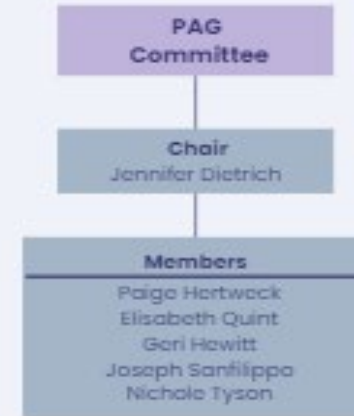 PAG
Committee
Chair
Jennifer Dietrich
Members
Paige Hertweck
Elisabeth Quint
Geri Hewitt
Joseph Sanfilippo
Nichole Tyson